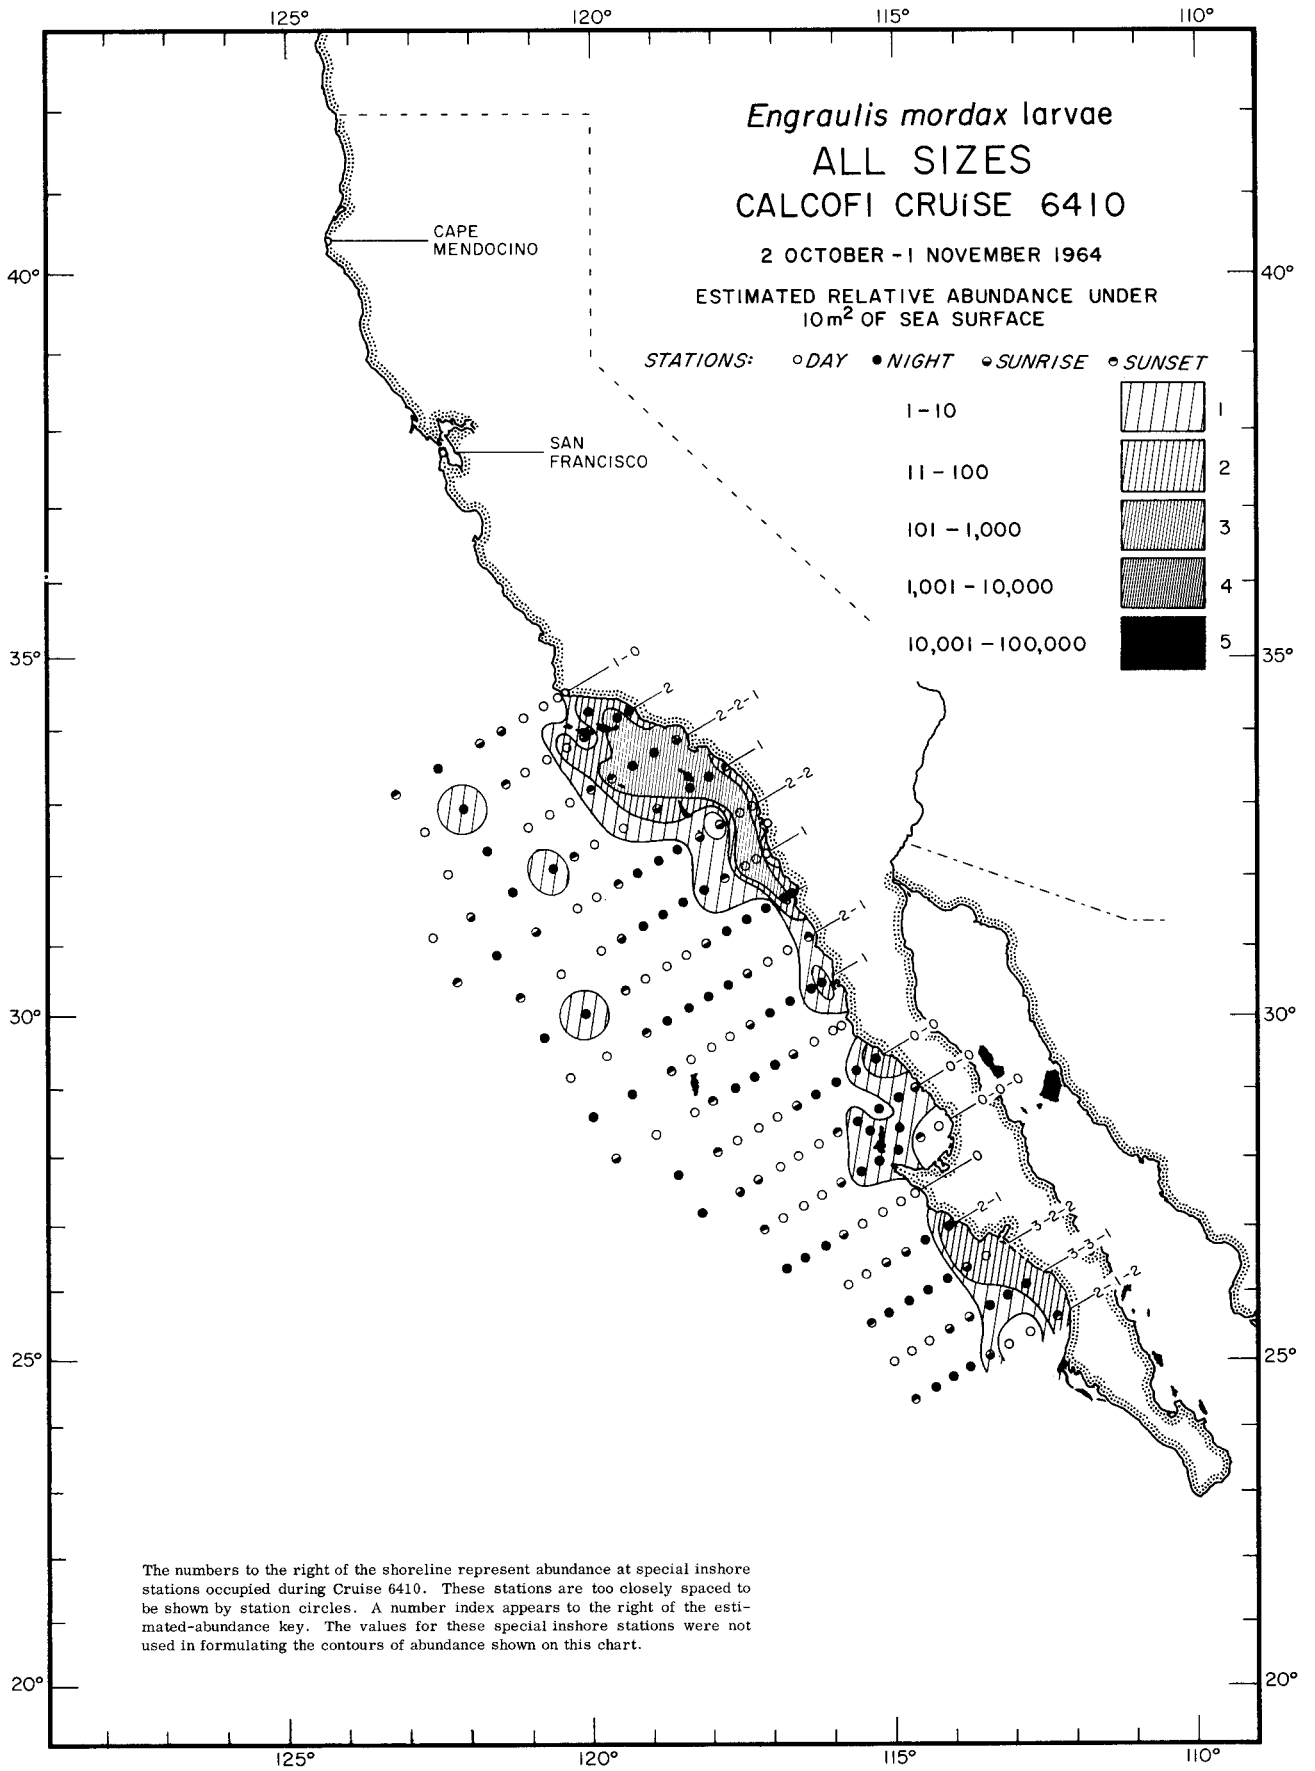 125° 120° 115° 110°
Engraulis mordax larvae
ALL SIZES
CALCOFI CRUiSE 6410
2 OCTOBER – 1 NOVEMBER 1964
ESTIMATED RELATIVE ABUNDANCE UNDER
10 m² OF SEA SURFACE
STATIONS: DAY NIGHT SUNRISE SUNSET
1 – 10 1
11 – 100 2
101 – 1,000 3
1,001 – 10,000 4
10,001 – 100,000 5
CAPE
MENDOCINO
40° 40°
SAN
FRANCISCO
35° 35°
1-0
2
2-2-1
1
2-2
1
2-1
1
30° 30°
0-0
0-0
0-0-0
0
2-1
3-2-2
3-3-1
2-1-2
25° 25°
The numbers to the right of the shoreline represent abundance at special inshore
stations occupied during Cruise 6410. These stations are too closely spaced to
be shown by station circles. A number index appears to the right of the esti-
mated-abundance key. The values for these special inshore stations were not
used in formulating the contours of abundance shown on this chart.
20° 20°
125° 120° 115° 110°